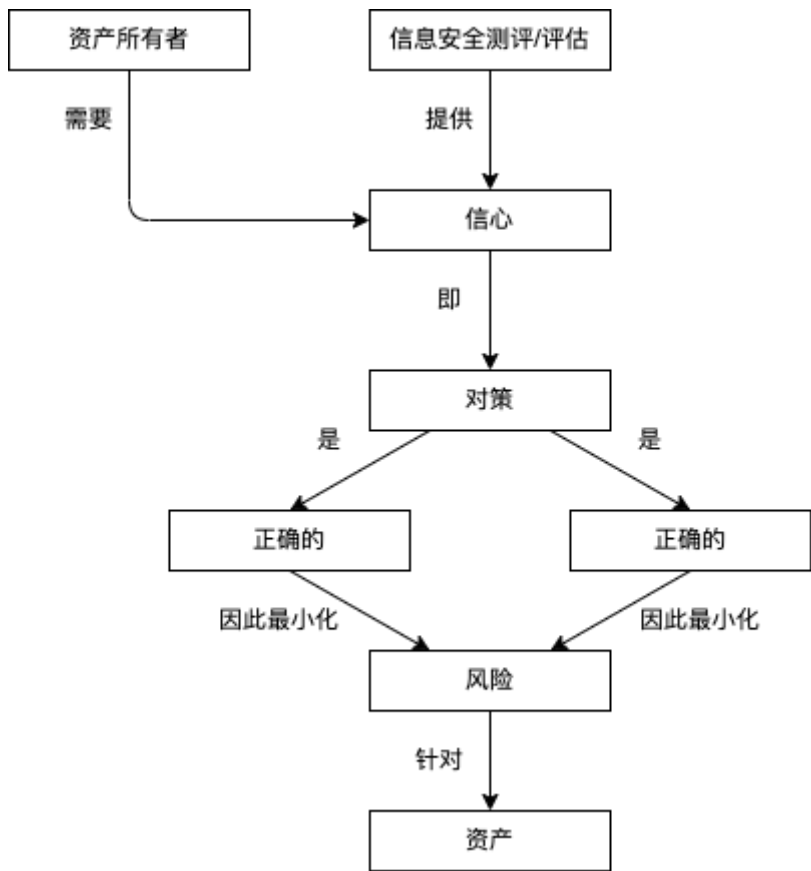 资产所有者
信息安全测评/评估
需要
提供
信心
即
对策
是
是
正确的
正确的
因此最小化
因此最小化
风险
针对
资产